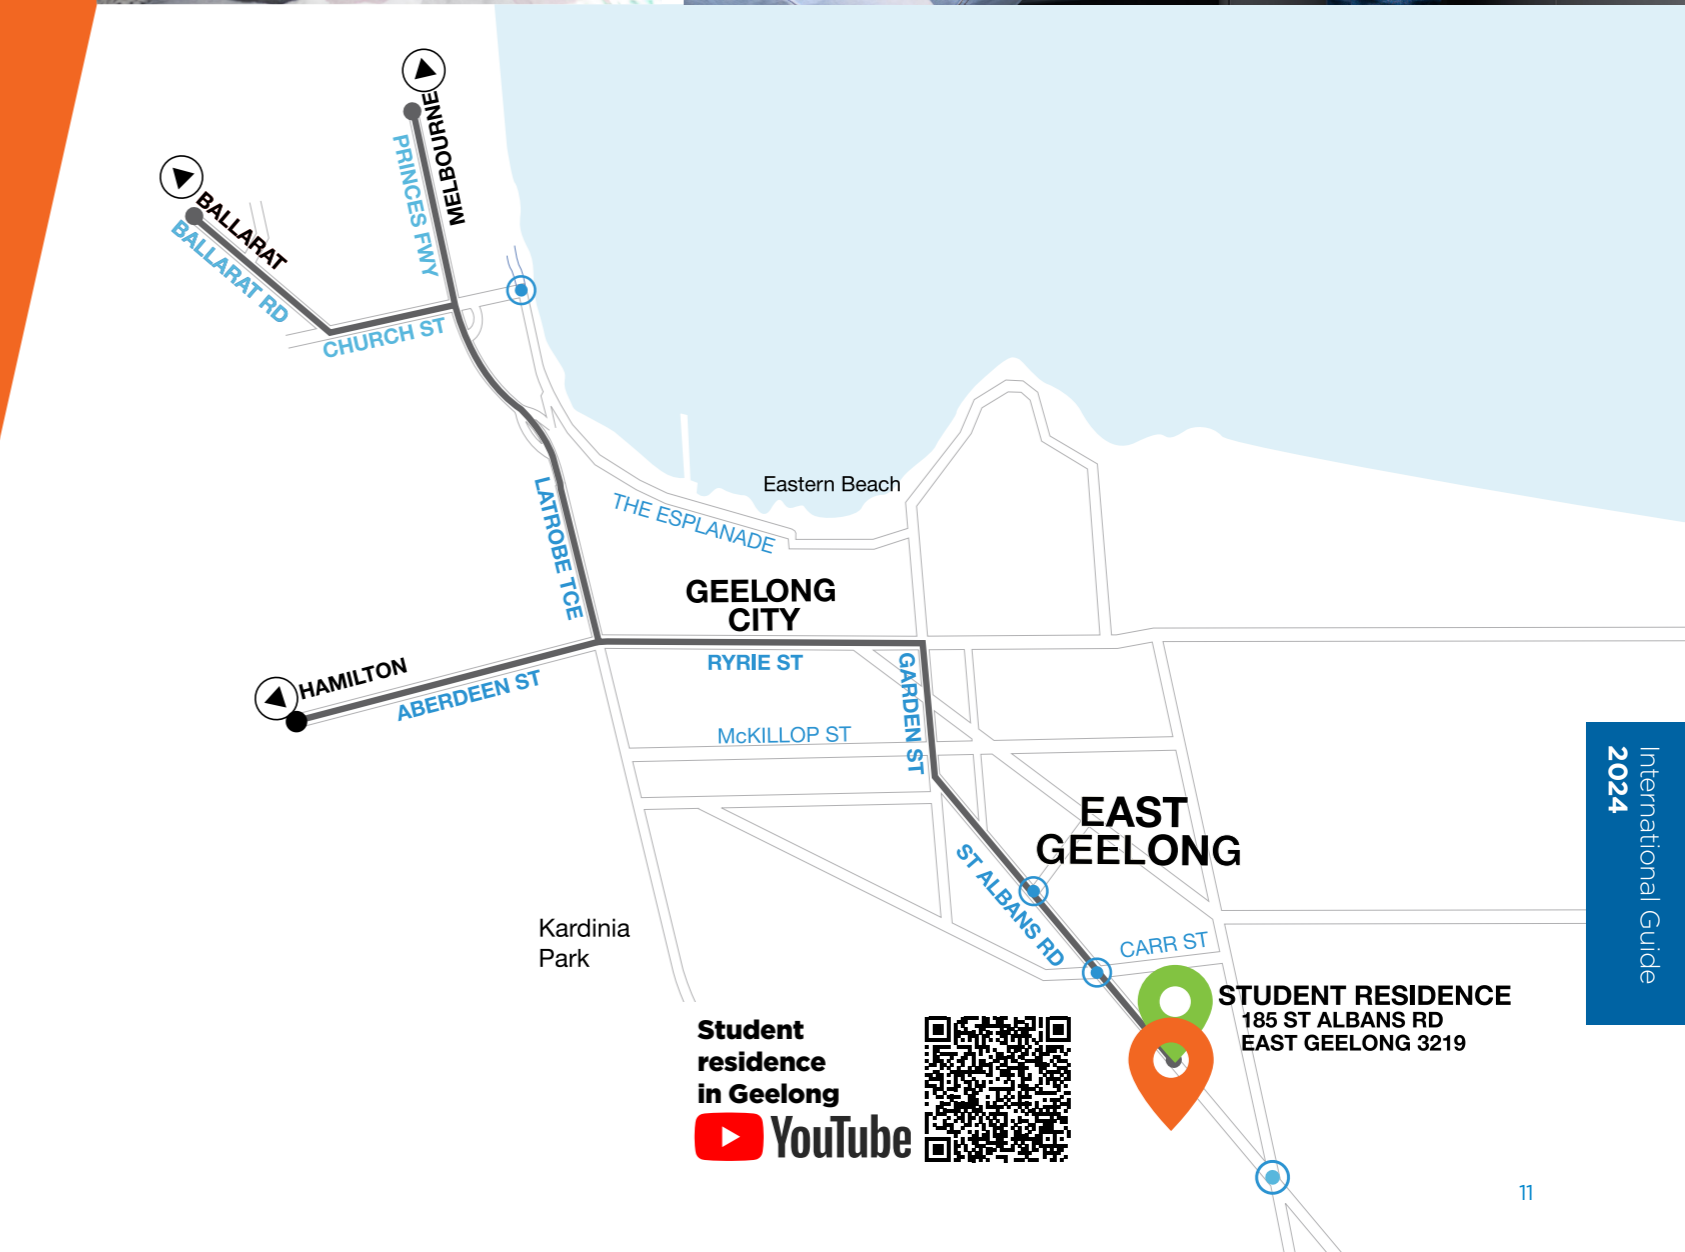 MELBOURNE
PRINCES FWY
BALLARAT
BALLARAT RD
CHURCH ST
LATROBE TCE
Eastern Beach
THE ESPLANADE
GEELONG
CITY
RYRIE ST
HAMILTON
ABERDEEN ST
GARDEN ST
McKILLOP ST
EAST
GEELONG
ST ALBANS RD
CARR ST
Kardinia
Park
STUDENT RESIDENCE
185 ST ALBANS RD
EAST GEELONG 3219
Student
residence
in Geelong
YouTube
International Guide
2024
11